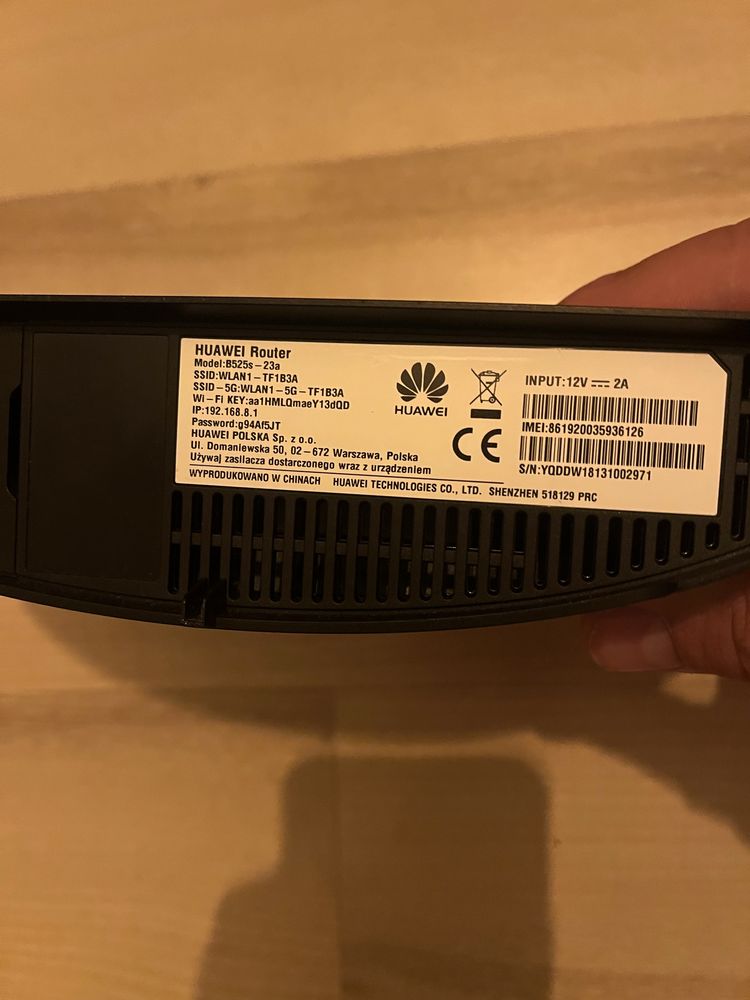 HUAWEI Router
Model:B525s-23a
SSID:WLAN1-TF1B3A
SSID-5G:WLAN1-5G-TF1B3A
Wi-Fi KEY:aa1HMLQmaeY13dQD
IP:192.168.8.1
Password:g94Af5JT
HUAWEI POLSKA Sp. z o.o.
Ul. Domaniewska 50, 02-672 Warszawa, Polska
Używaj zasilacza dostarczonego wraz z urządzeniem
WYPRODUKOWANO W CHINACH HUAWEI TECHNOLOGIES CO., LTD. SHENZHEN 518129 PRC
HUAWEI
CE
INPUT:12V 2A
IMEI:861920035936126
S/N:YQDDW18131002971